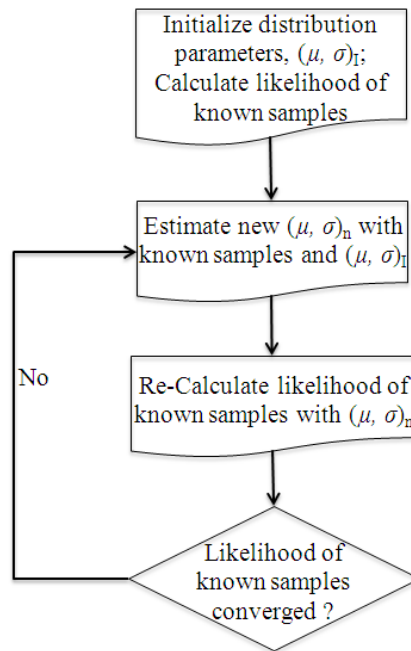 Initialize distribution
parameters, (μ, σ)I;
Calculate likelihood of
known samples
Estimate new (μ, σ)n with
known samples and (μ, σ)I
Re-Calculate likelihood of
known samples with (μ, σ)n
No
Likelihood of
known samples
converged ?